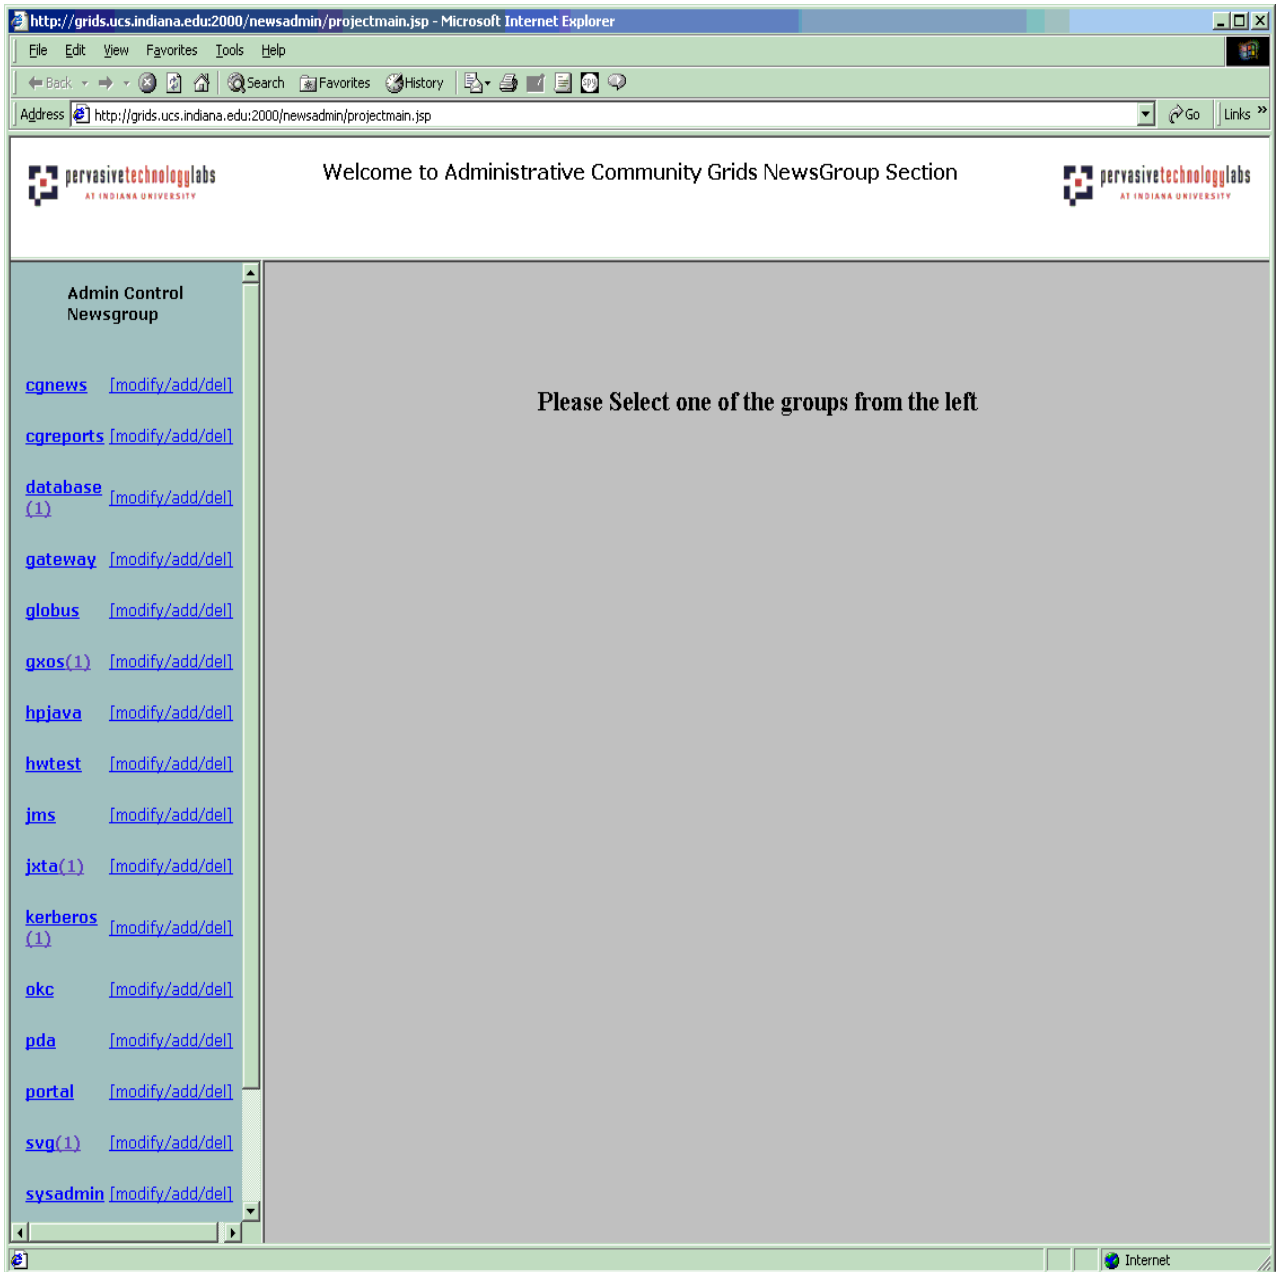 http://grids.ucs.indiana.edu:2000/newsadmin/projectmain.jsp - Microsoft Internet Explorer
File Edit View Favorites Tools Help
Back Search Favorites History
Address http://grids.ucs.indiana.edu:2000/newsadmin/projectmain.jsp Go Links »
pervasivetechnologylabs
AT INDIANA UNIVERSITY
Welcome to Administrative Community Grids NewsGroup Section
pervasivetechnologylabs
AT INDIANA UNIVERSITY
Admin Control
Newsgroup
cgnews [modify/add/del]
Please Select one of the groups from the left
cgreports [modify/add/del]
database
(1) [modify/add/del]
gateway [modify/add/del]
globus [modify/add/del]
gxos(1) [modify/add/del]
hpjava [modify/add/del]
hwtest [modify/add/del]
jms [modify/add/del]
jxta(1) [modify/add/del]
kerberos
(1) [modify/add/del]
okc [modify/add/del]
pda [modify/add/del]
portal [modify/add/del]
svg(1) [modify/add/del]
sysadmin [modify/add/del]
Internet